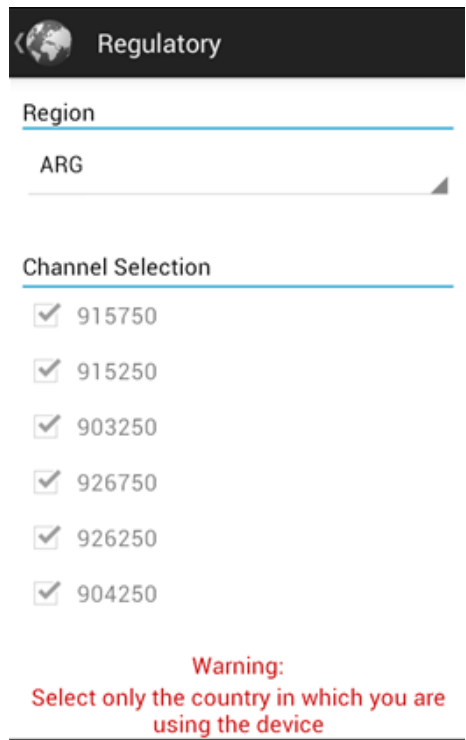 Regulatory
Region
ARG
Channel Selection
915750
915250
903250
926750
926250
904250
Warning:
Select only the country in which you are
using the device